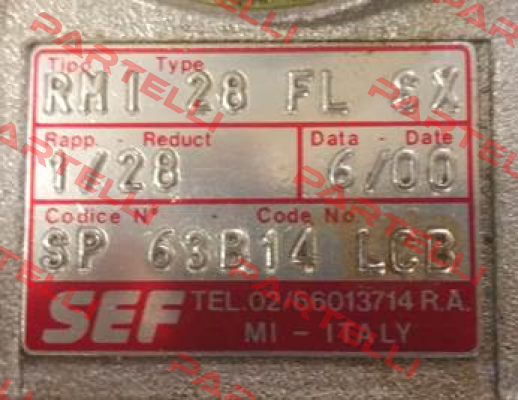 Tipo Type
RM1 28 FL SX
Rapp. - Reduct
1/28
Data - Date
6/00
Codice N° Code No
SP 63B14 LCB
SEF TEL.02/66013714 R.A.
MI - ITALY
PARTELLI